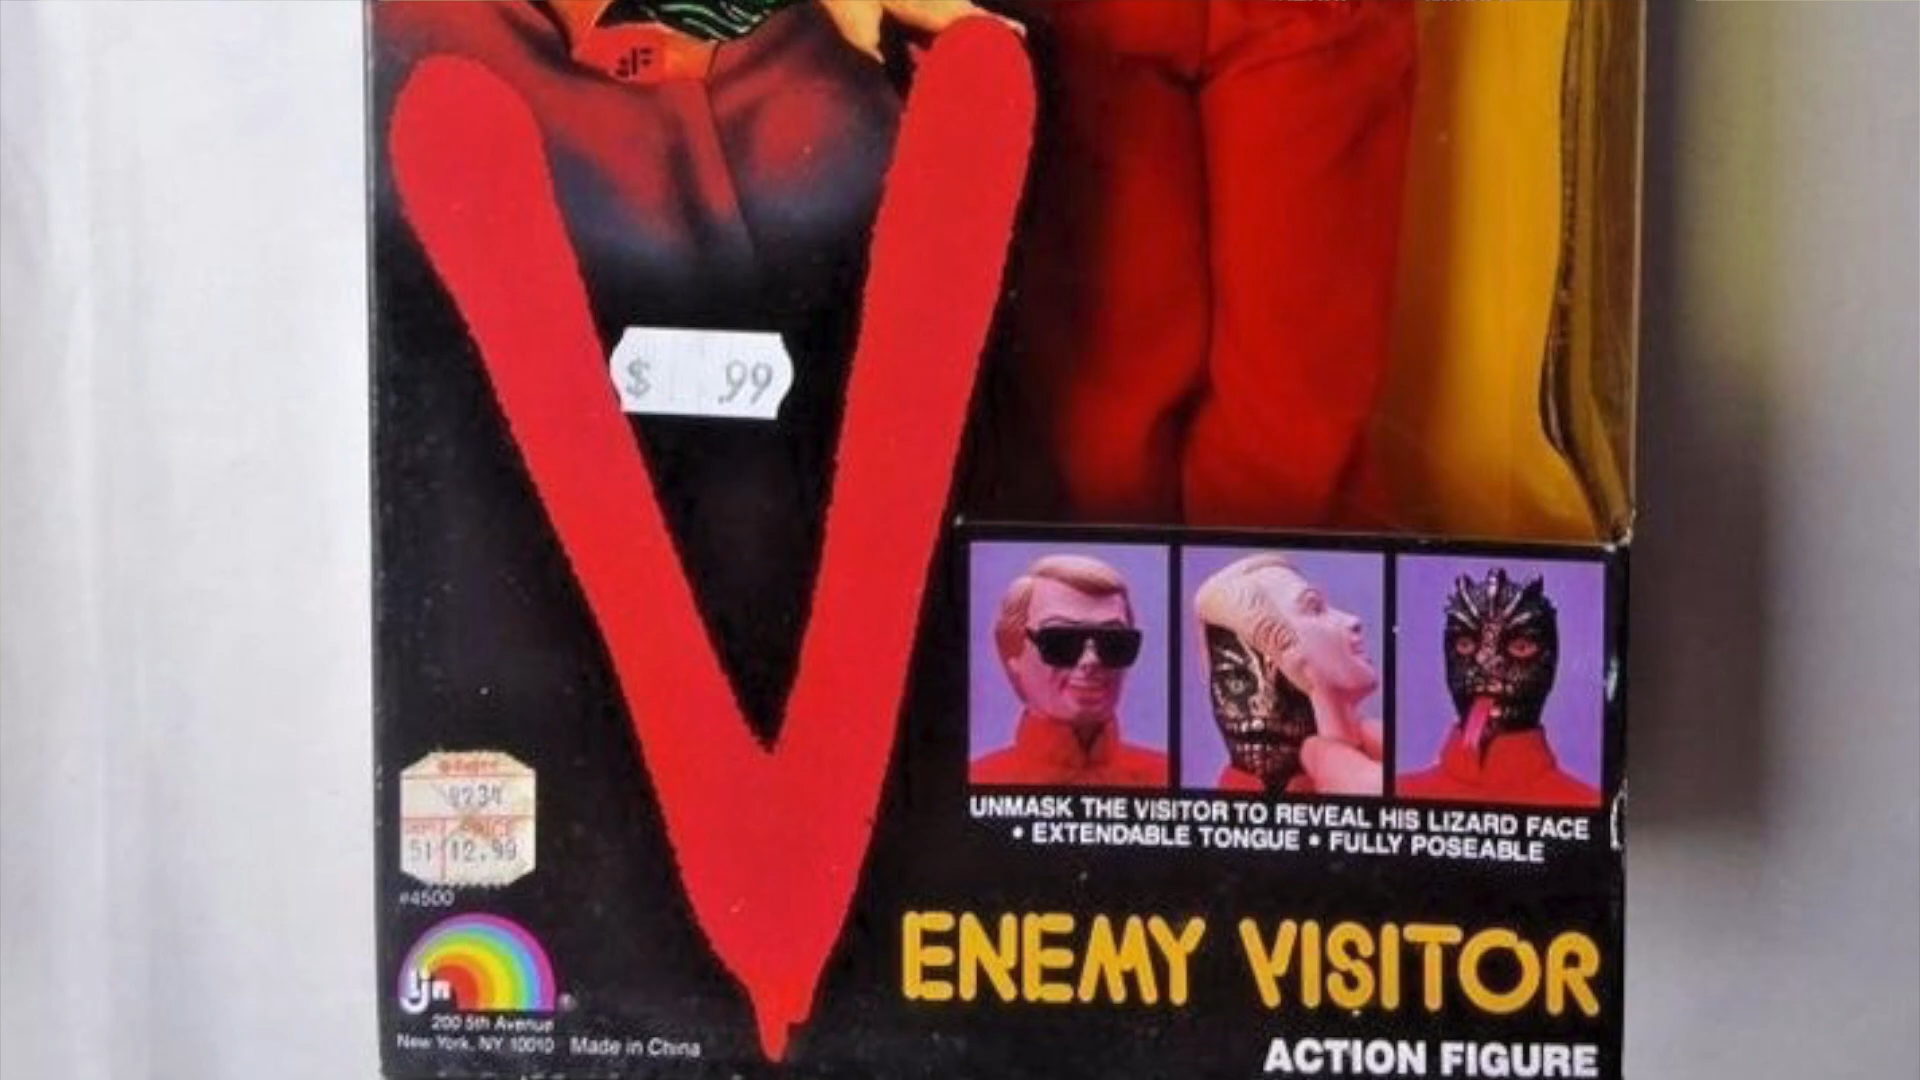 V
$ .99
9234
51 12.99
#4500
ljn
200 5th Avenue
New York, NY 10010 Made in China
UNMASK THE VISITOR TO REVEAL HIS LIZARD FACE
• EXTENDABLE TONGUE • FULLY POSEABLE
ENEMY VISITOR
ACTION FIGURE